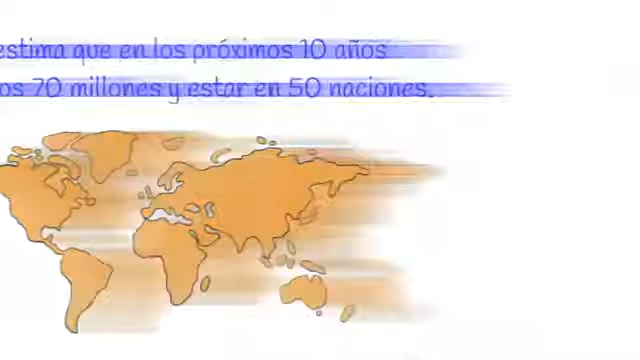 estima que en los próximos 10 años
os 70 millones y estar en 50 naciones.